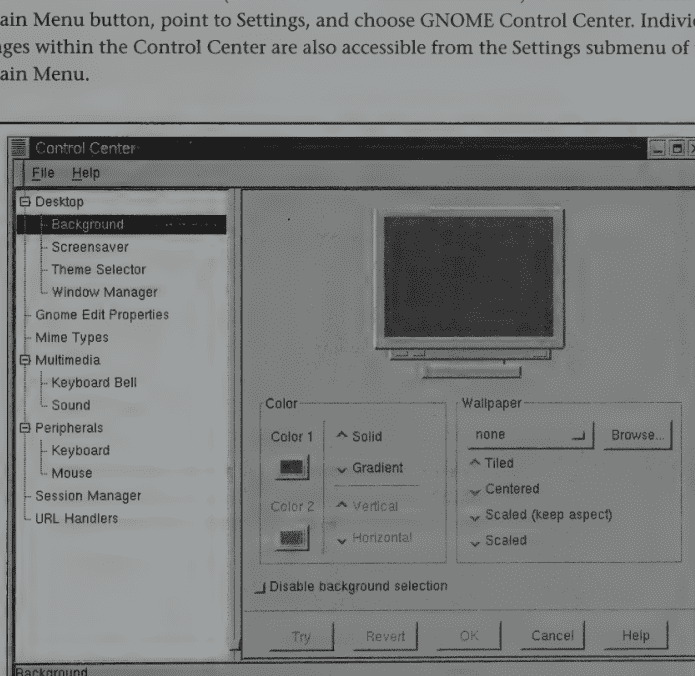 ain Menu button, point to Settings, and choose GNOME Control Center. Individ
ges within the Control Center are also accessible from the Settings submenu of
ain Menu.
Control Center
File Help
Desktop
Background
Screensaver
Theme Selector
Window Manager
Gnome Edit Properties
Mime Types
Multimedia
Keyboard Bell
Sound
Peripherals
Keyboard
Mouse
Session Manager
URL Handlers
Color
Color 1
Solid
Gradient
Color 2
Vertical
Horizontal
Wallpaper
none
Browse...
Tiled
Centered
Scaled (keep aspect)
Scaled
Disable background selection
Try Revert OK Cancel Help
Background